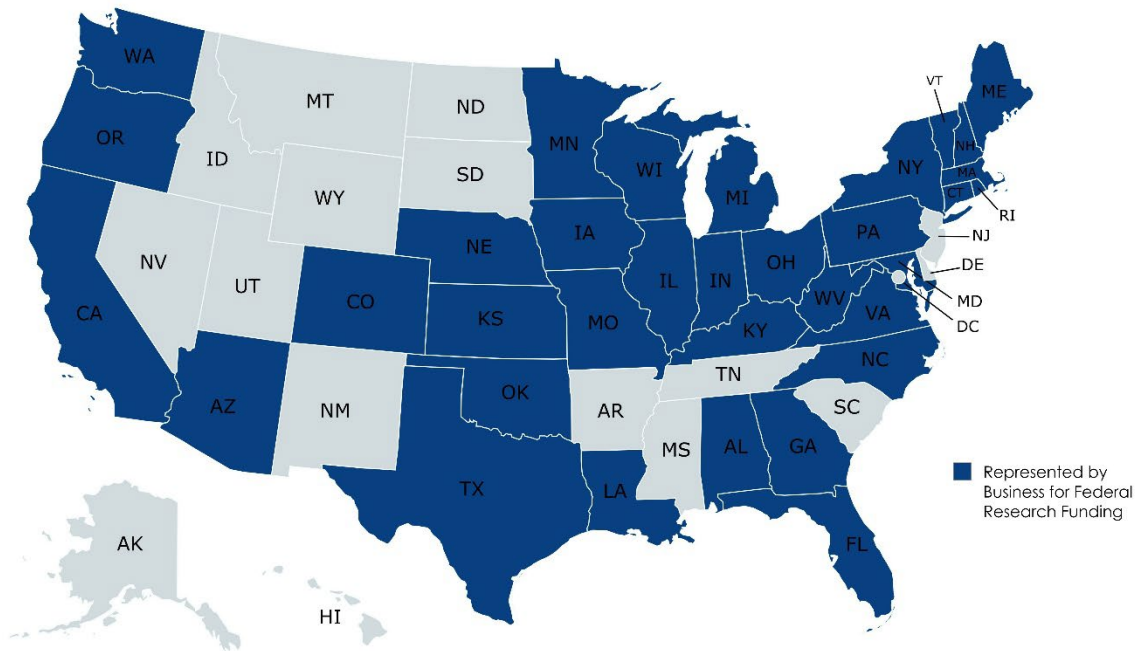 WA
MT
ND
VT
ME
OR
ID
MN
NH
SD
WI
NY
MA
WY
MI
CT
RI
PA
NJ
IA
NE
OH
DE
NV
IL
IN
UT
WV
MD
CA
CO
VA
DC
KS
MO
KY
NC
TN
OK
AZ
NM
AR
SC
MS
AL
GA
TX
LA
Represented by
Business for Federal
Research Funding
FL
AK
HI